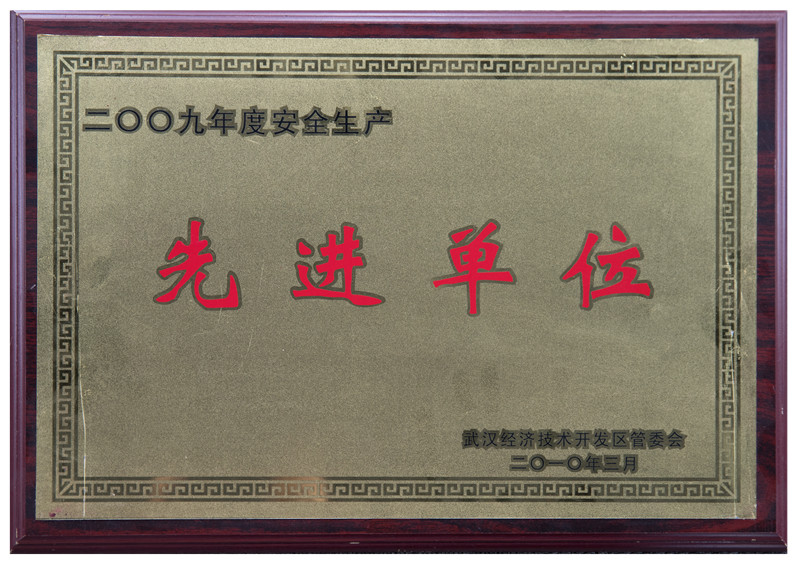 二〇〇九年度安全生产
先进单位
武汉经济技术开发区管委会
二〇一〇年三月